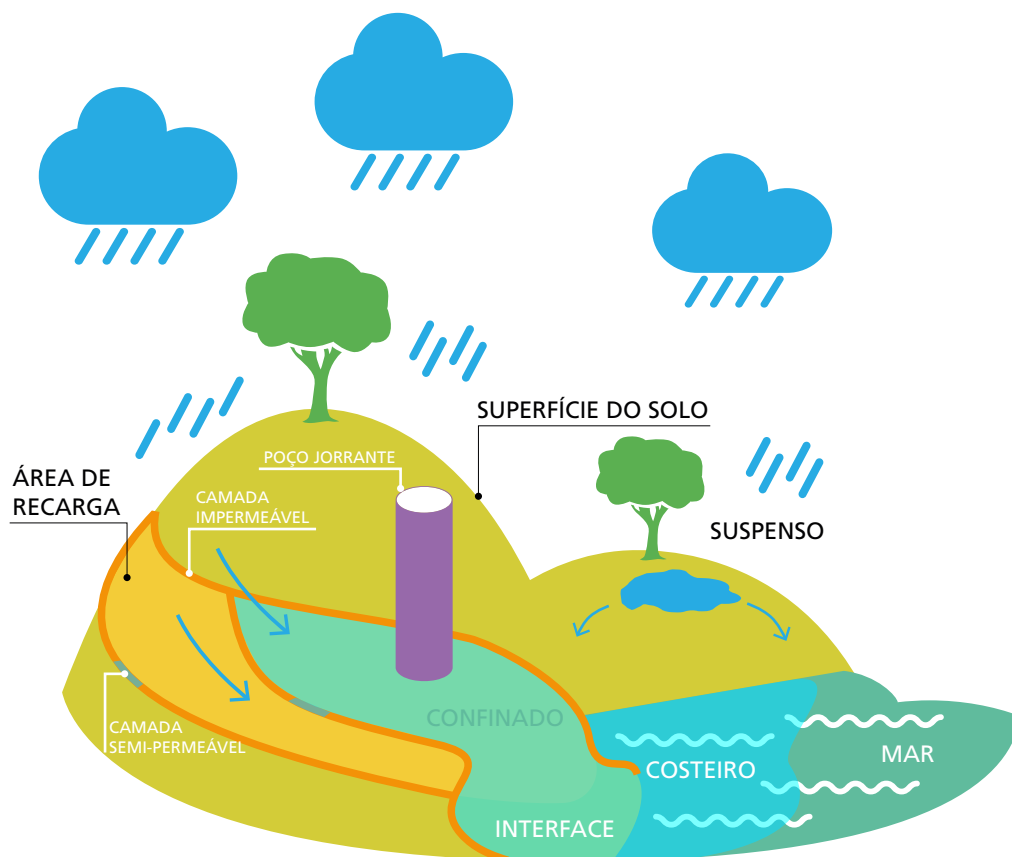 SUPERFÍCIE DO SOLO
POÇO JORRANTE
ÁREA DE
RECARGA
CAMADA
IMPERMEÁVEL
SUSPENSO
CONFINADO
CAMADA
SEMI-PERMEÁVEL
COSTEIRO
MAR
INTERFACE